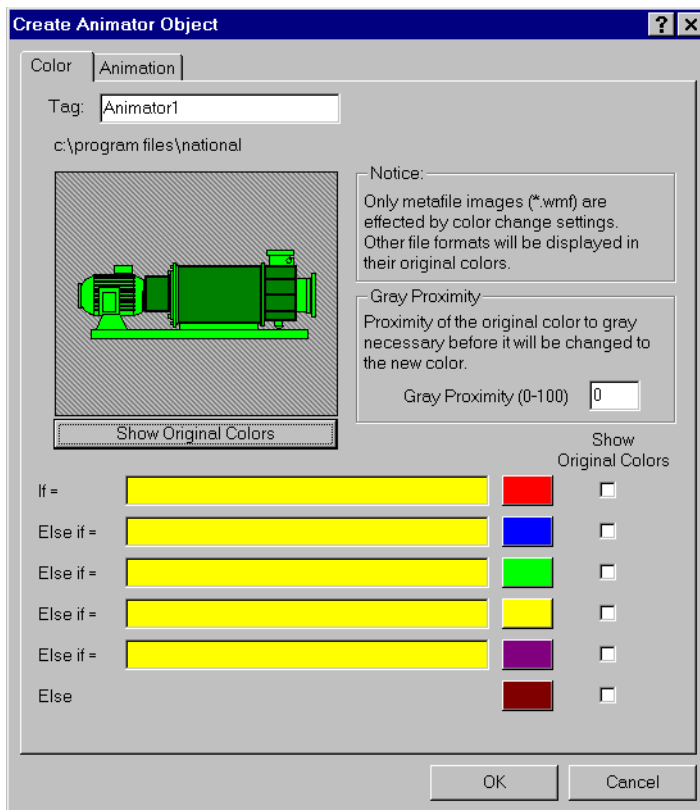 Create Animator Object
Color
Animation
Tag: Animator1
c:\program files\national
Notice:
Only metafile images (*.wmf) are
effected by color change settings.
Other file formats will be displayed in
their original colors.
Gray Proximity
Proximity of the original color to gray
necessary before it will be changed to
the new color.
Gray Proximity (0-100) 0
Show Original Colors
Show
Original Colors
If =
Else if =
Else if =
Else if =
Else if =
Else
OK
Cancel